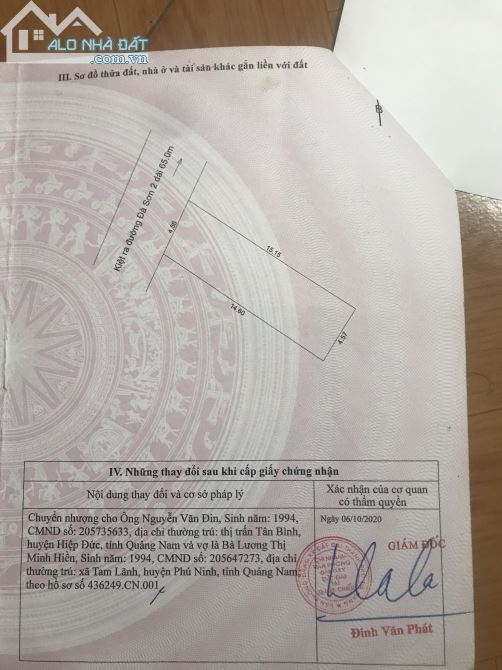 ALO NHÀ ĐẤT
.com.vn
III. Sơ đồ thửa đất, nhà ở và tài sản khác gắn liền với đất
B
Kiệt ra đường Đà Sơn 2 dài 65.0m
4.56
15.15
14.60
4.57
IV. Những thay đổi sau khi cấp giấy chứng nhận
Nội dung thay đổi và cơ sở pháp lý
Xác nhận của cơ quan
có thẩm quyền
Chuyển nhượng cho Ông Nguyễn Văn Đin, Sinh năm: 1994,
CMND số: 205735633, địa chỉ thường trú: thị trấn Tân Bình,
huyện Hiệp Đức, tỉnh Quảng Nam và vợ là Bà Lương Thị
Minh Hiền, Sinh năm: 1994, CMND số: 205647273, địa chỉ
thường trú: xã Tam Lãnh, huyện Phú Ninh, tỉnh Quảng Nam
theo hồ sơ số 436249.CN.001
Ngày 06/10/2020
GIÁM ĐỐC
Đinh Văn Phát